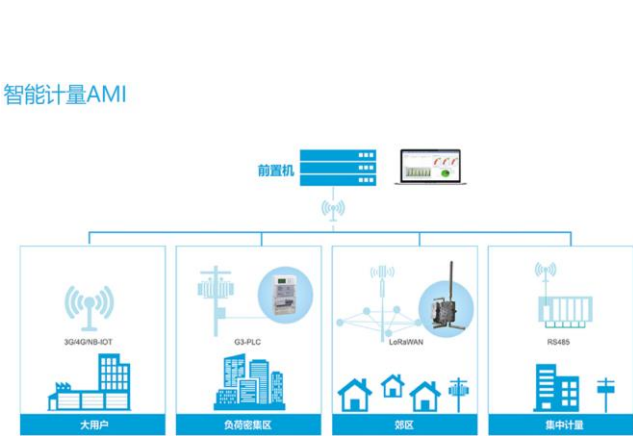 智能计量AMI
前置机
3G/4G/NB-IOT
G3-PLC
LoRaWAN
RS485
大用户
负荷密集区
郊区
集中计量